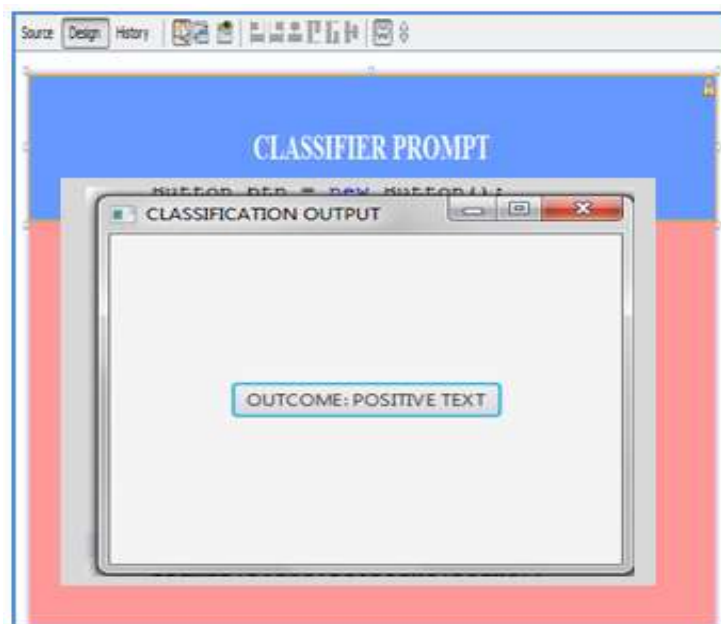 Source Design History
CLASSIFIER PROMPT
Button btn = new Button();
CLASSIFICATION OUTPUT
OUTCOME: POSITIVE TEXT